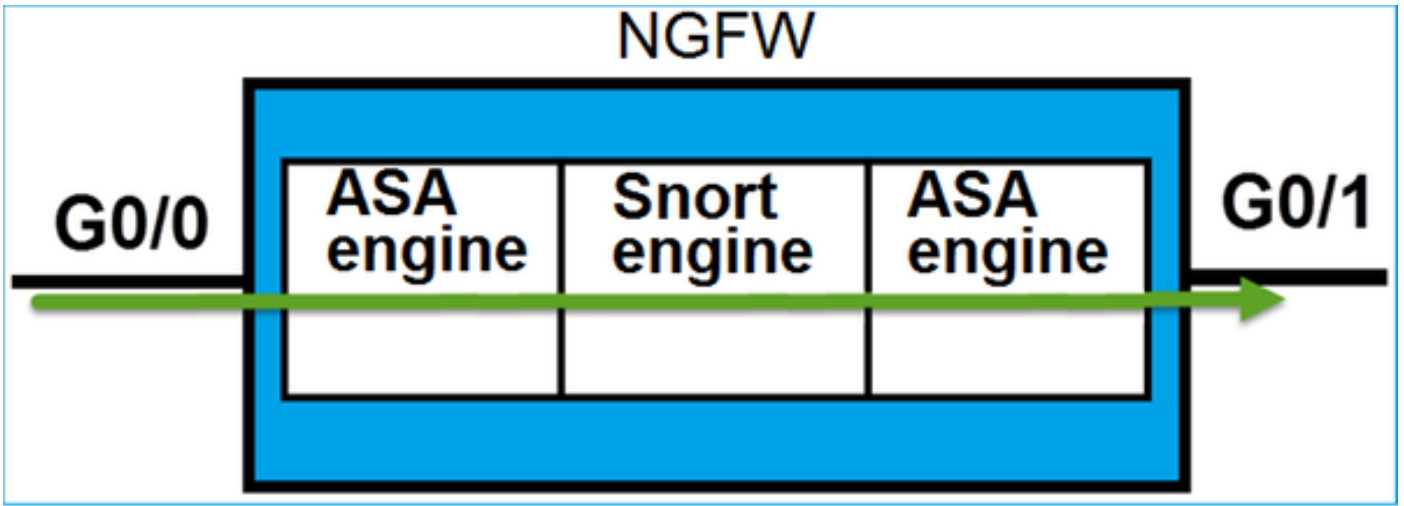 NGFW
G0/0
ASA
engine
Snort
engine
ASA
engine
G0/1